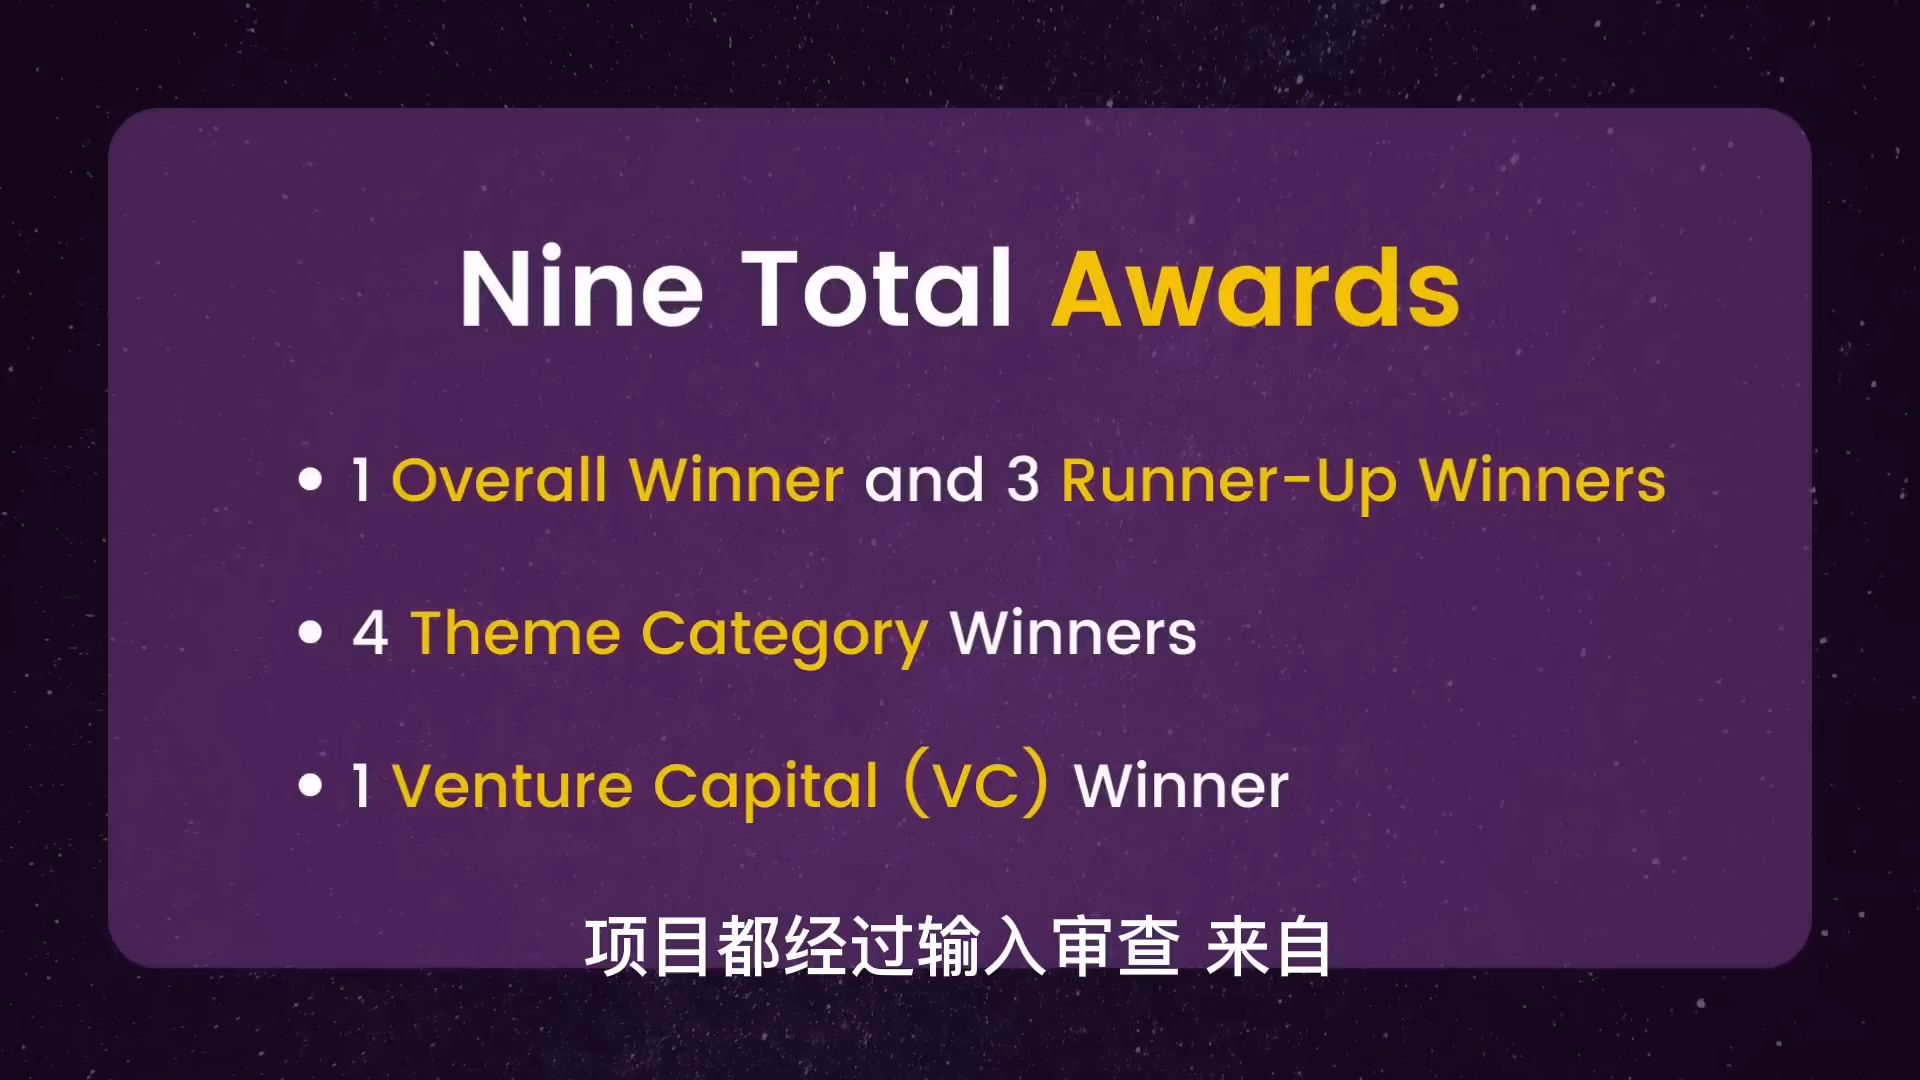 Nine Total Awards
• 1 Overall Winner and 3 Runner-Up Winners
• 4 Theme Category Winners
• 1 Venture Capital (VC) Winner
项目都经过输入审查 来自